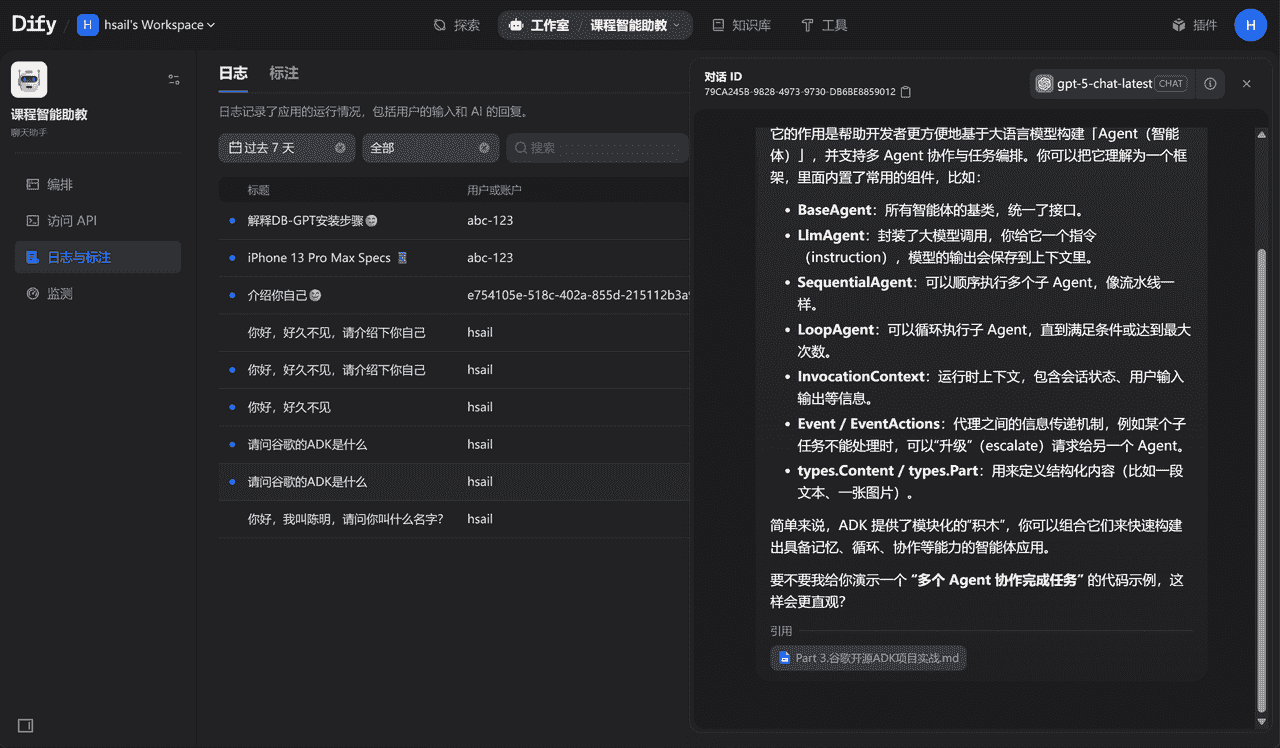 Dify / H hsail's Workspace
探索
工作室 / 课程智能助教
知识库
工具
插件
H
课程智能助教
聊天助手
编排
访问 API
日志与标注
监测
日志 标注
日志记录了应用的运行情况，包括用户的输入和 AI 的回复。
过去 7 天 全部 搜索
标题 用户或账户
解释DB-GPT安装步骤 abc-123
iPhone 13 Pro Max Specs abc-123
介绍你自己 e754105e-518c-402a-855d-215112b3a
你好，好久不见，请介绍下你自己 hsail
你好，好久不见，请介绍下你自己 hsail
你好，好久不见 hsail
请问谷歌的ADK是什么 hsail
请问谷歌的ADK是什么 hsail
你好，我叫陈明，请问你叫什么名字？ hsail
对话 ID
79CA245B-9828-4973-9730-DB6BE8859012
gpt-5-chat-latest CHAT
它的作用是帮助开发者更方便地基于大语言模型构建「Agent（智能
体）」，并支持多 Agent 协作与任务编排。你可以把它理解为一个框
架，里面内置了常用的组件，比如：
• BaseAgent：所有智能体的基类，统一了接口。
• LlmAgent：封装了大模型调用，你给它一个指令
（instruction），模型的输出会保存到上下文里。
• SequentialAgent：可以顺序执行多个子 Agent，像流水线一
样。
• LoopAgent：可以循环执行子 Agent，直到满足条件或达到最大
次数。
• InvocationContext：运行时上下文，包含会话状态、用户输入
输出等信息。
• Event / EventActions：代理之间的信息传递机制，例如某个子
任务不能处理时，可以“升级”（escalate）请求给另一个 Agent。
• types.Content / types.Part：用来定义结构化内容（比如一段
文本、一张图片）。
简单来说，ADK 提供了模块化的“积木”，你可以组合它们来快速构建
出具备记忆、循环、协作等能力的智能体应用。
要不要我给你演示一个 “多个 Agent 协作完成任务” 的代码示例，这
样会更直观？
引用
Part 3.谷歌开源ADK项目实战.md